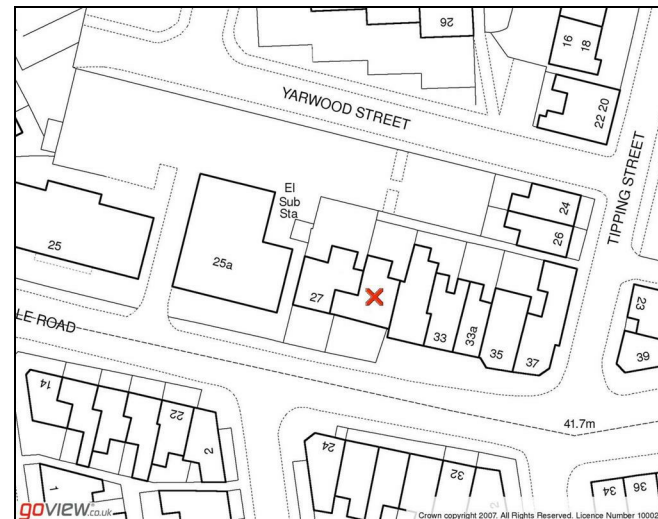 26
16
18
22 20
YARWOOD STREET
TIPPING STREET
24
26
El
Sub
Sta
25
25a
27
33
33a
35
37
23
39
LE ROAD
41.7m
14
22
2
24
32
34
36
1
goview.co.uk
Crown copyright 2007. All Rights Reserved. Licence Number 10002